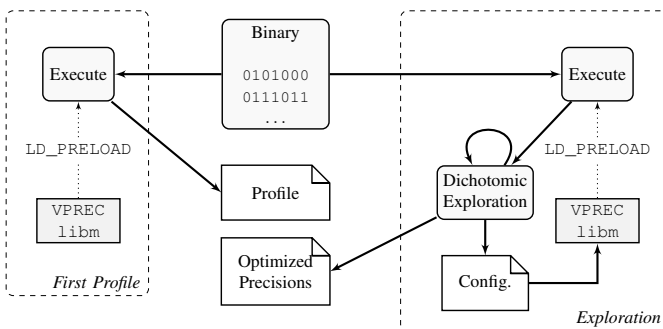 Binary
0101000
0111011
...
Execute
Execute
LD_PRELOAD
LD_PRELOAD
Profile
Dichotomic
Exploration
VPREC
libm
VPREC
libm
Optimized
Precisions
Config.
First Profile
Exploration